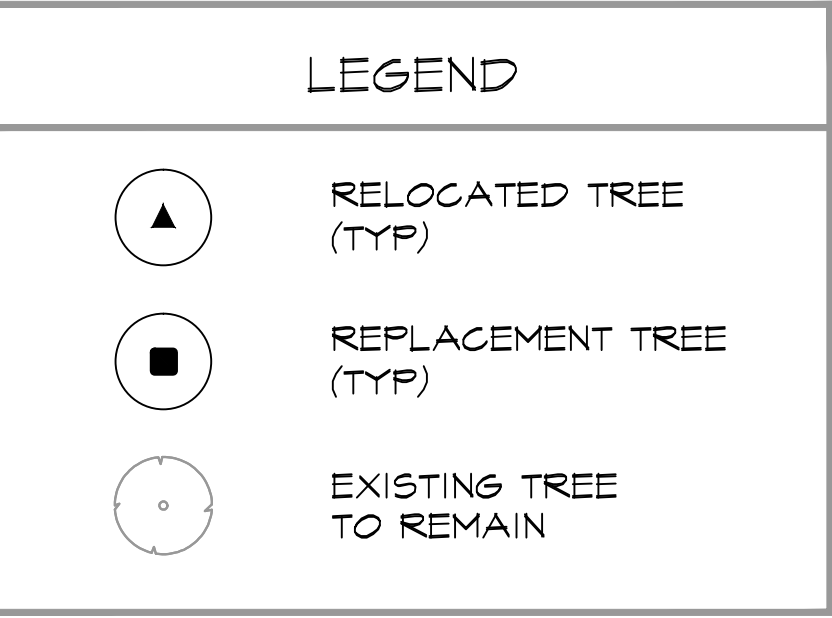 LEGEND
RELOCATED TREE
(TYP)
REPLACEMENT TREE
(TYP)
EXISTING TREE
TO REMAIN